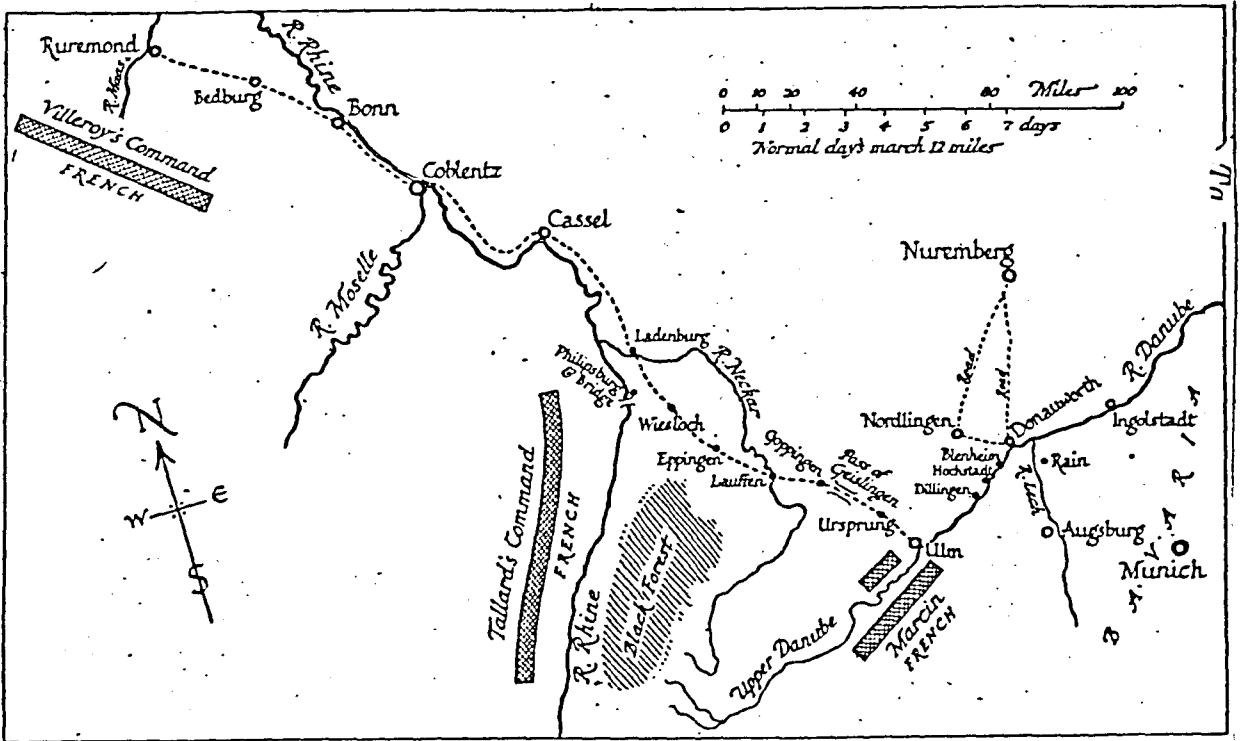 Ruremond
R. Maas
Bedburg
R. Rhine
Bonn
Villeroy's Command
FRENCH
Coblentz
Cassel
R. Moselle
0 10 20 40 80 Miles 100
0 1 2 3 4 5 6 7 days
Normal days march 12 miles
Nuremberg
Road
Road
R. Danube
Ladenburg
R. Neckar
Philipsburg
& Bridge
Wiesloch
Eppingen
Lauffen
Goppingen
Pass of
Geislingen
Ursprung
Ulm
Nordlingen
Donauworth
Blenheim
Hochstadt
Dillingen
Ingolstadt
Rain
R. Lech
Augsburg
Munich
BAVARIA
N
W E
S
Tallard's Command
FRENCH
R. Rhine
Black Forest
Upper Danube
Marcin
FRENCH